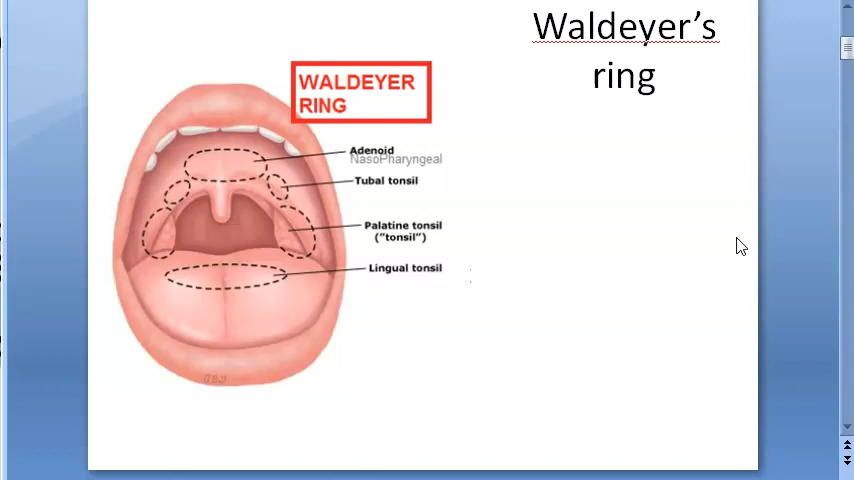 Waldeyer’s
ring
WALDEYER
RING
Adenoid
NasoPharyngeal
Tubal tonsil
Palatine tonsil
("tonsil")
Lingual tonsil